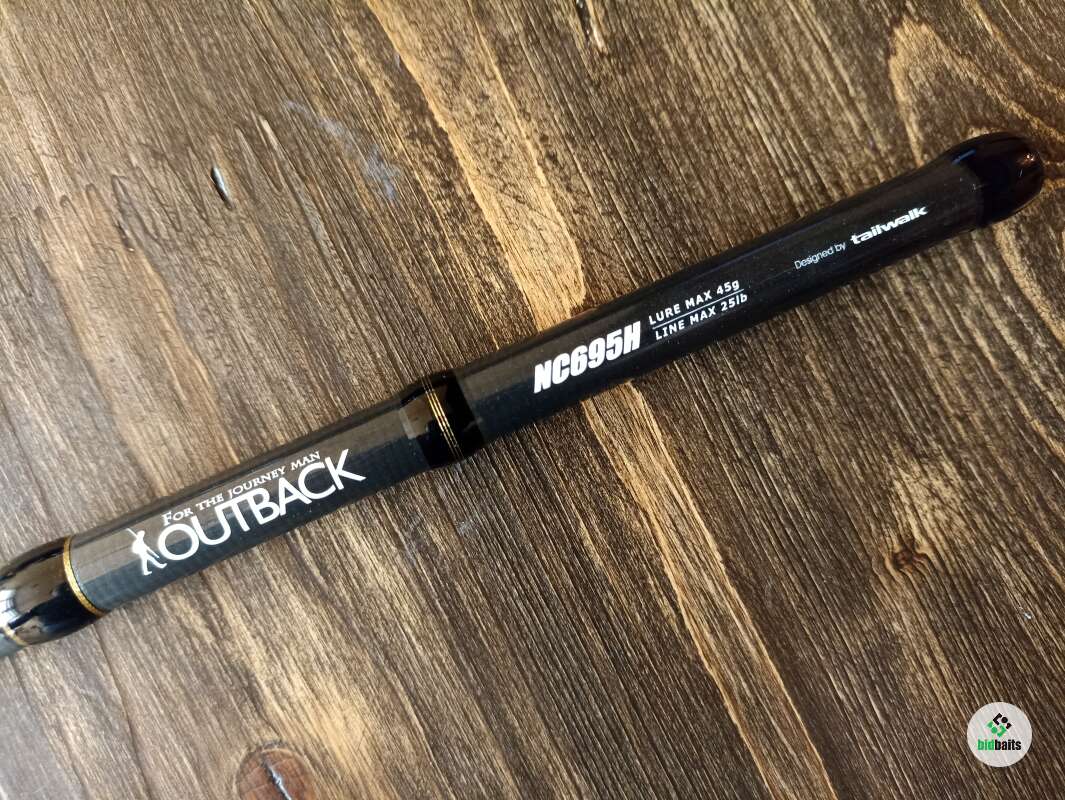 FOR THE JOURNEY MAN
OUTBACK
NC695H
LURE MAX 45g
LINE MAX 25lb
Designed by tailwalk
bidbaits